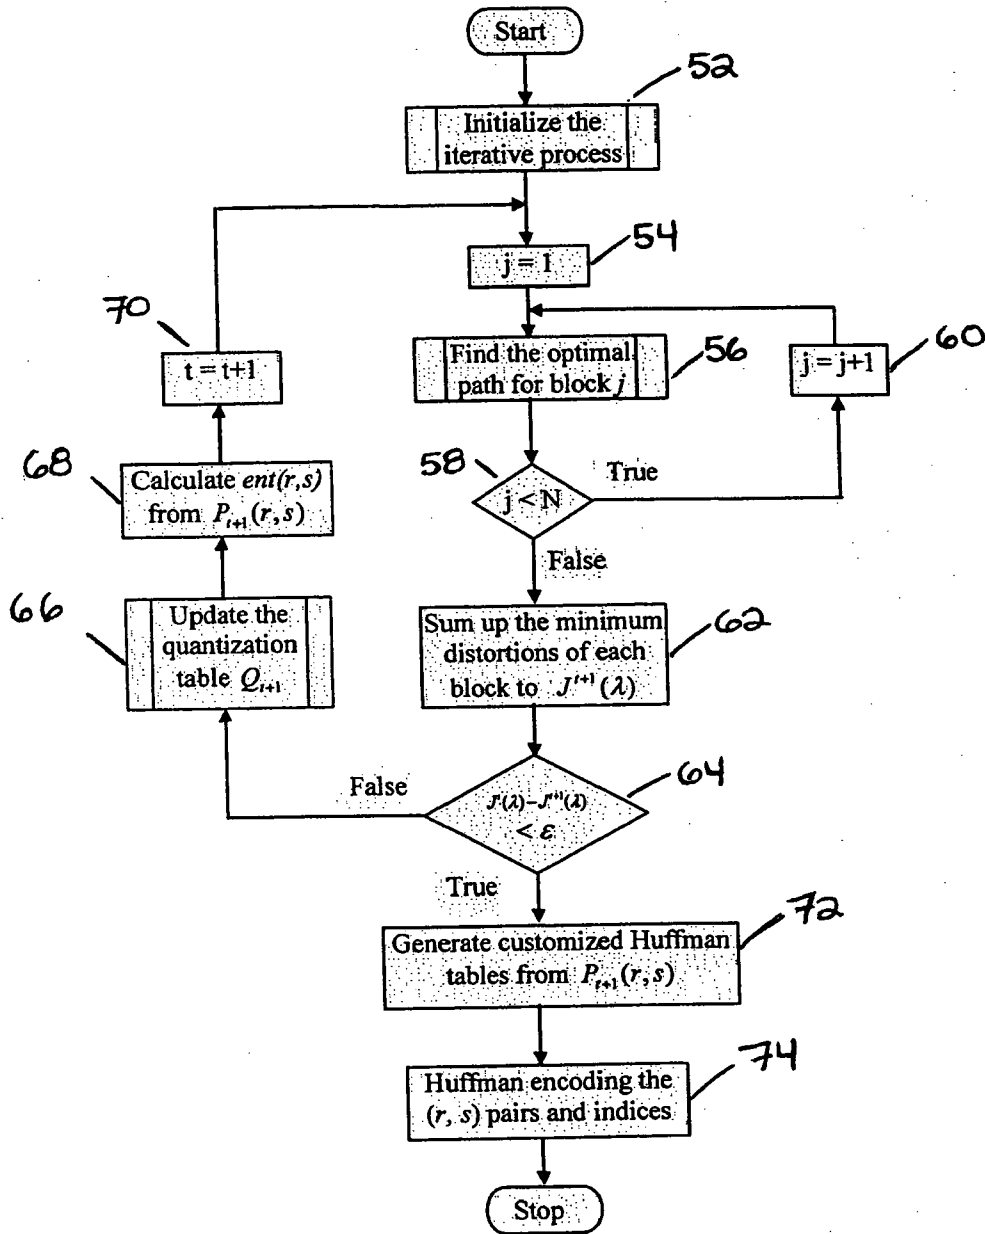 Start
52
Initialize the
iterative process
54
j = 1
70
t = t+1
Find the optimal
path for block j
56
j = j+1
60
58
j < N
True
False
68
Calculate ent(r,s)
from P_{t+1}(r,s)
66
Update the
quantization
table Q_{t+1}
Sum up the minimum
distortions of each
block to J^{t+1}(λ)
62
False
J^t(λ) − J^{t+1}(λ)
< ε
64
True
Generate customized Huffman
tables from P_{t+1}(r,s)
72
Huffman encoding the
(r, s) pairs and indices
74
Stop